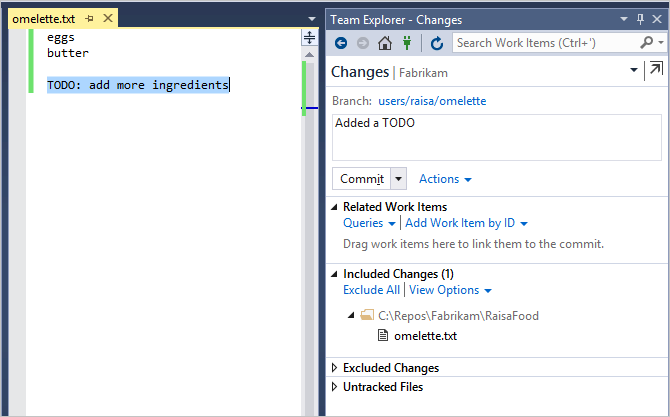 omelette.txt
eggs
butter
TODO: add more ingredients
Team Explorer - Changes
Search Work Items (Ctrl+')
Changes | Fabrikam
Branch: users/raisa/omelette
Added a TODO
Commit Actions
Related Work Items
Queries | Add Work Item by ID
Drag work items here to link them to the commit.
Included Changes (1)
Exclude All | View Options
C:\Repos\Fabrikam\RaisaFood
omelette.txt
Excluded Changes
Untracked Files